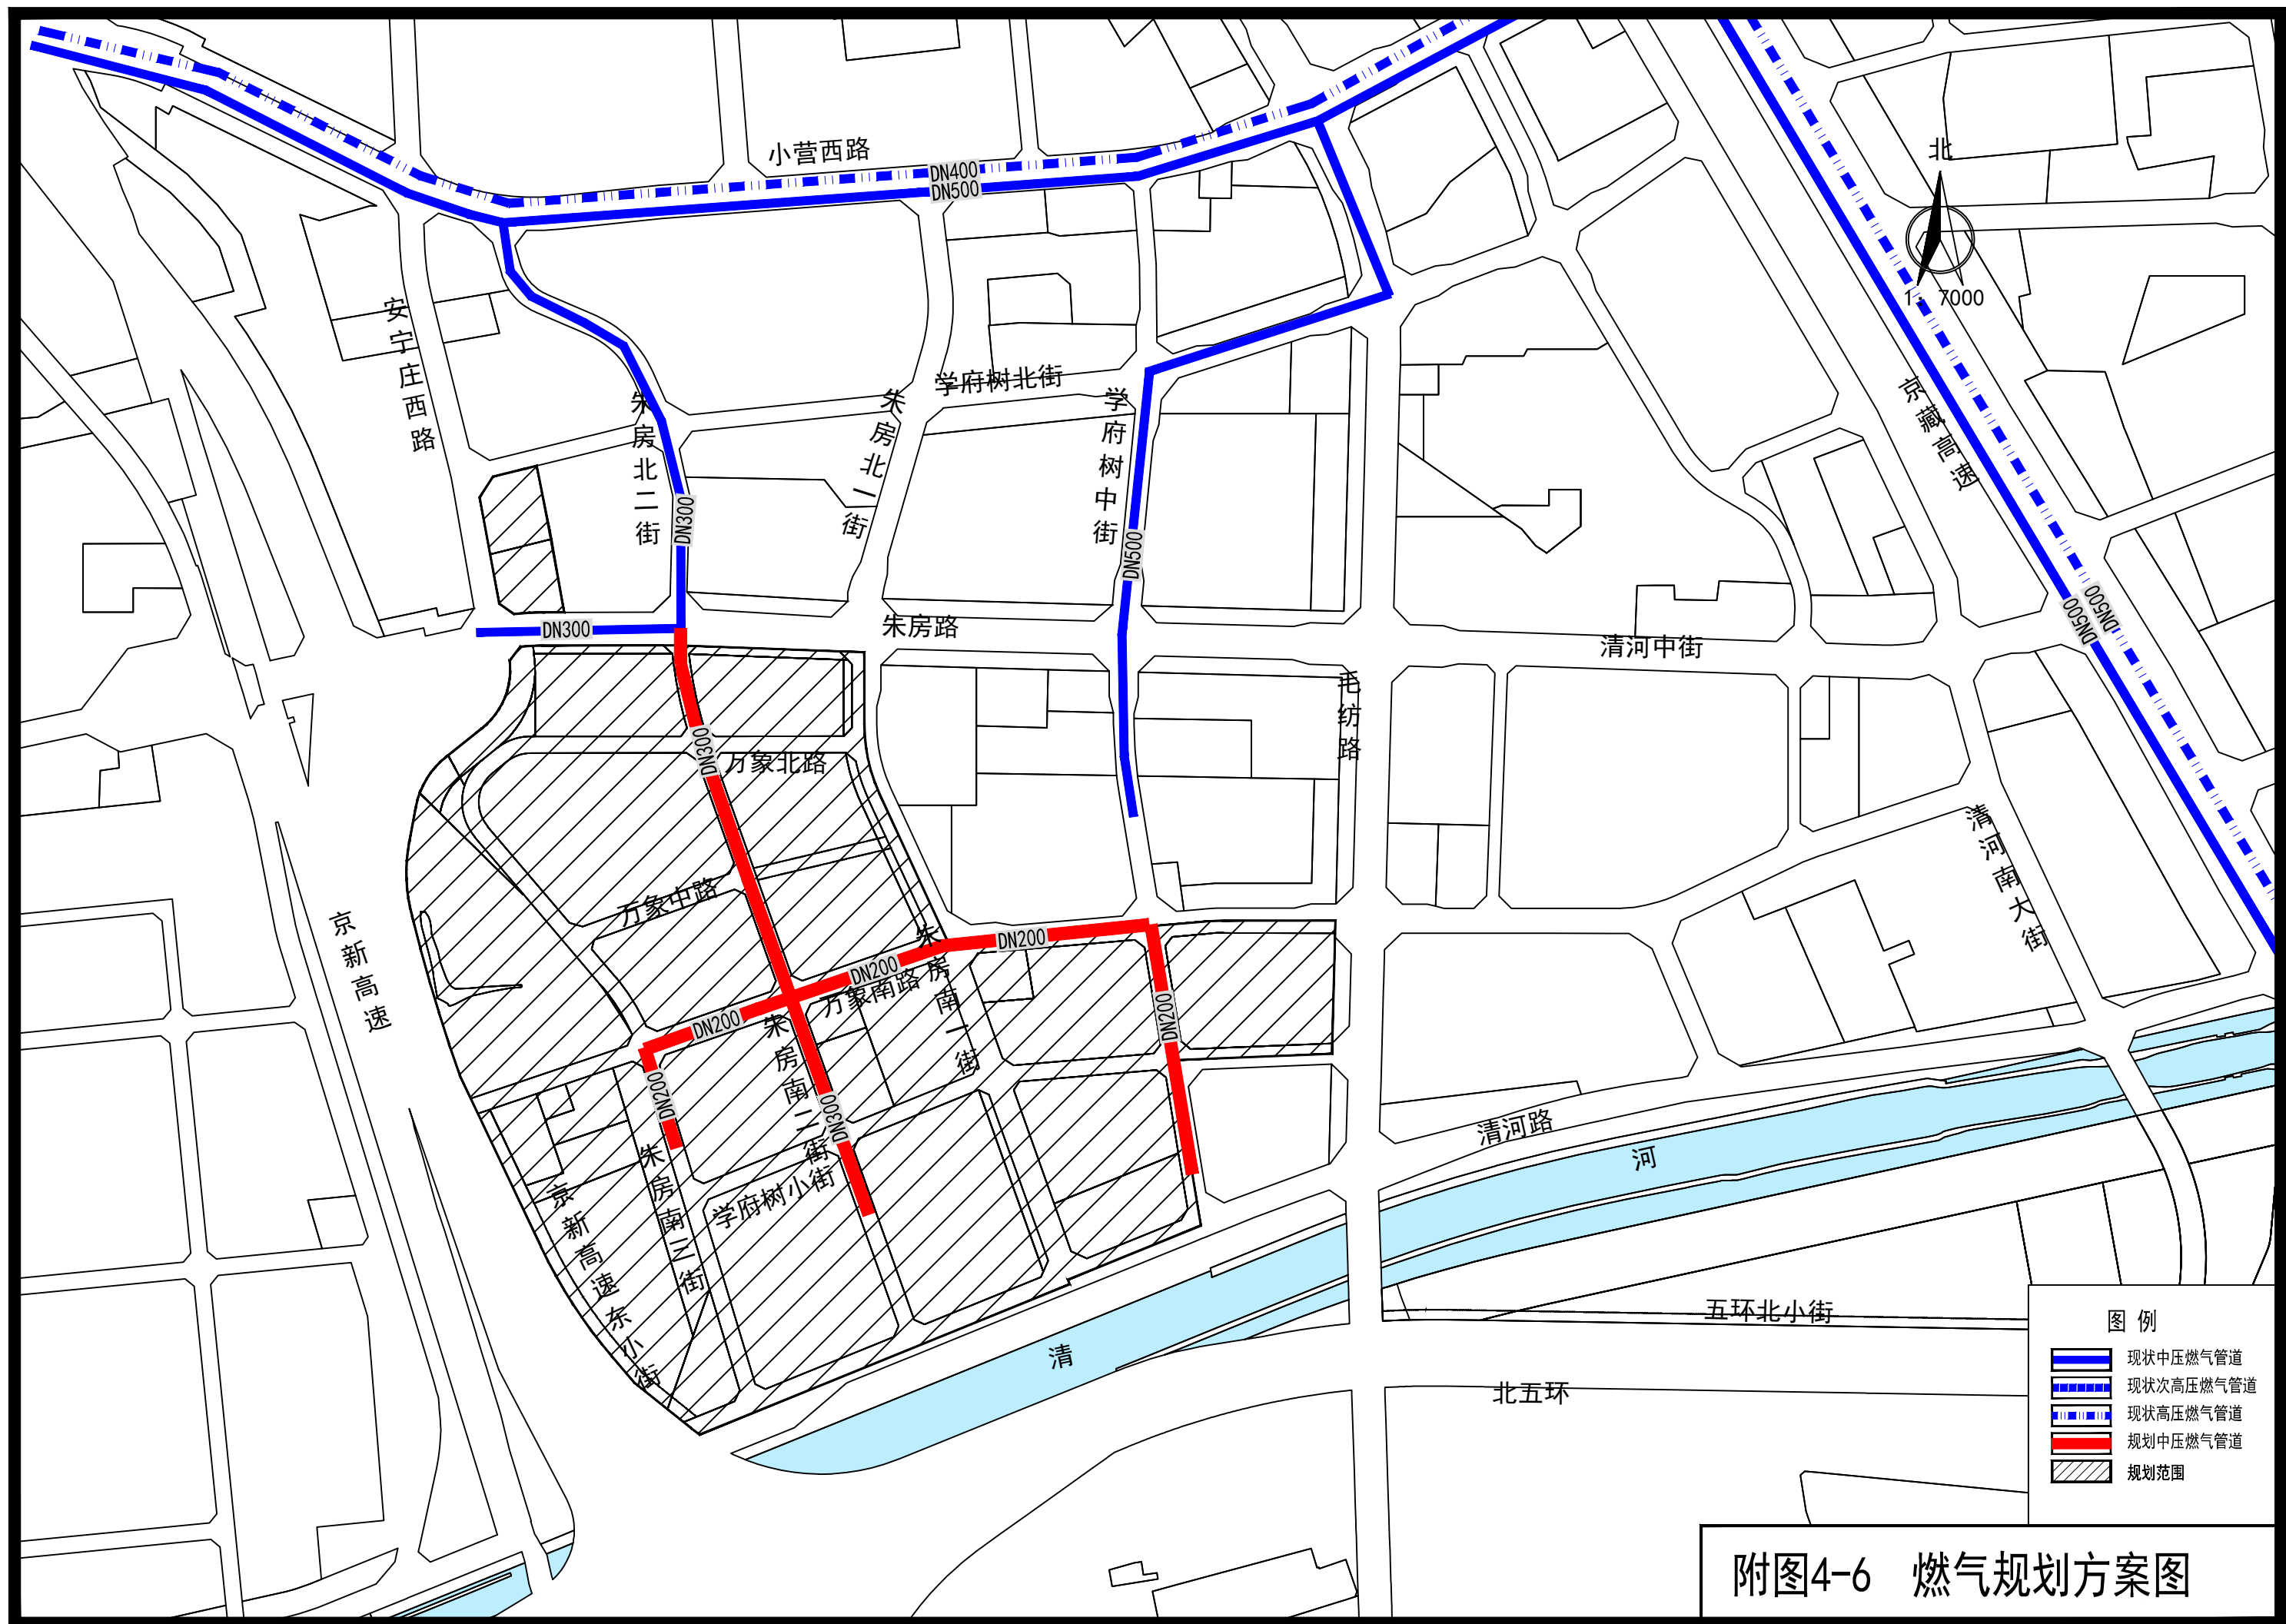 小营西路
DN400
DN500
北
1: 7000
安宁庄西路
朱房北二街
朱房北一街
学府树北街
学府树中街
京藏高速
DN300
DN500
DN500
DN500
DN300
朱房路
清河中街
毛纺路
DN300
万象北路
清河南大街
万象中路
京新高速
朱房南一街
DN200
DN200
万象南路
DN200
DN200
朱房南二街
DN200
DN300
清河路
河
朱房南三街
学府树小街
京新高速东小街
清
五环北小街
北五环
图 例
现状中压燃气管道
现状次高压燃气管道
现状高压燃气管道
规划中压燃气管道
规划范围
附图4-6 燃气规划方案图